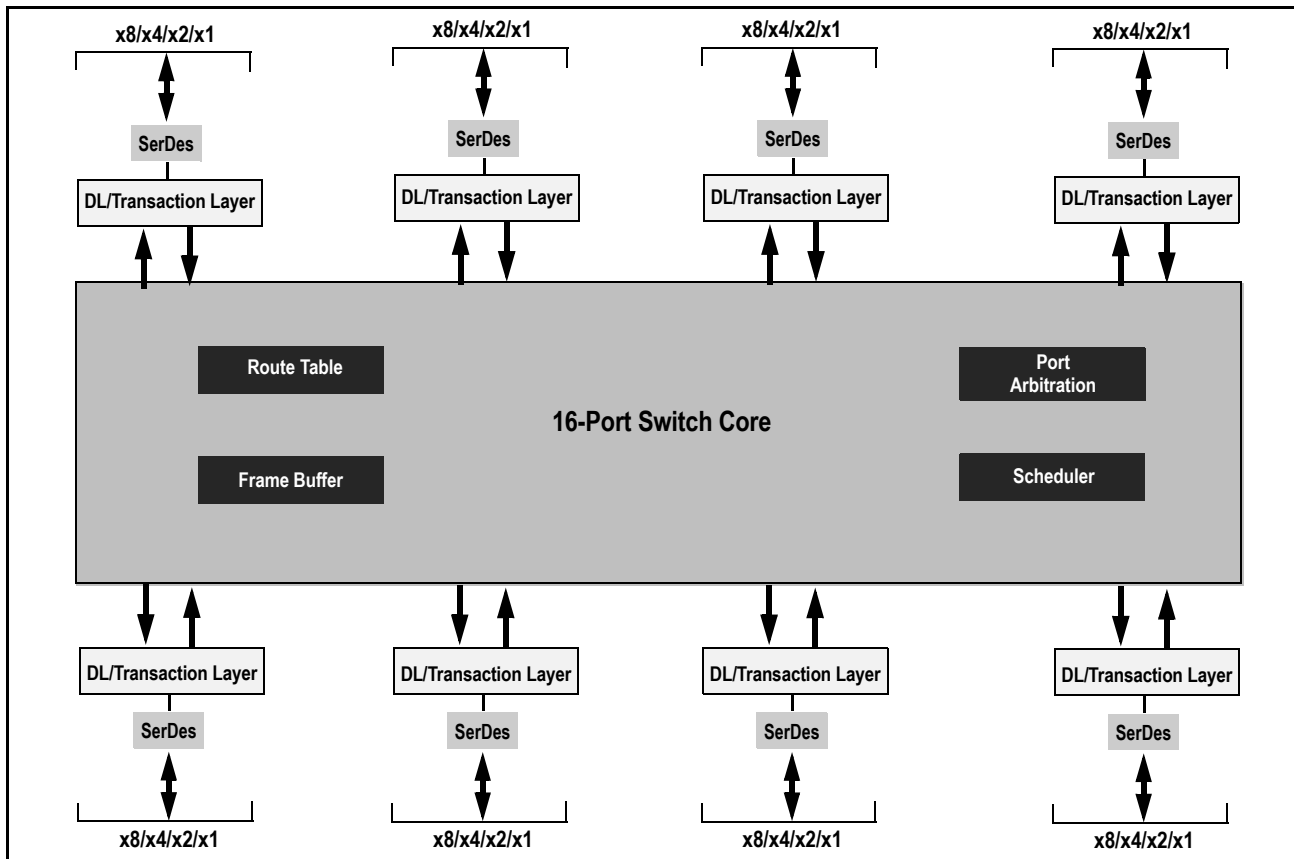 x8/x4/x2/x1
x8/x4/x2/x1
x8/x4/x2/x1
x8/x4/x2/x1
SerDes
SerDes
SerDes
SerDes
DL/Transaction Layer
DL/Transaction Layer
DL/Transaction Layer
DL/Transaction Layer
Route Table
Port
Arbitration
16-Port Switch Core
Frame Buffer
Scheduler
DL/Transaction Layer
DL/Transaction Layer
DL/Transaction Layer
DL/Transaction Layer
SerDes
SerDes
SerDes
SerDes
x8/x4/x2/x1
x8/x4/x2/x1
x8/x4/x2/x1
x8/x4/x2/x1